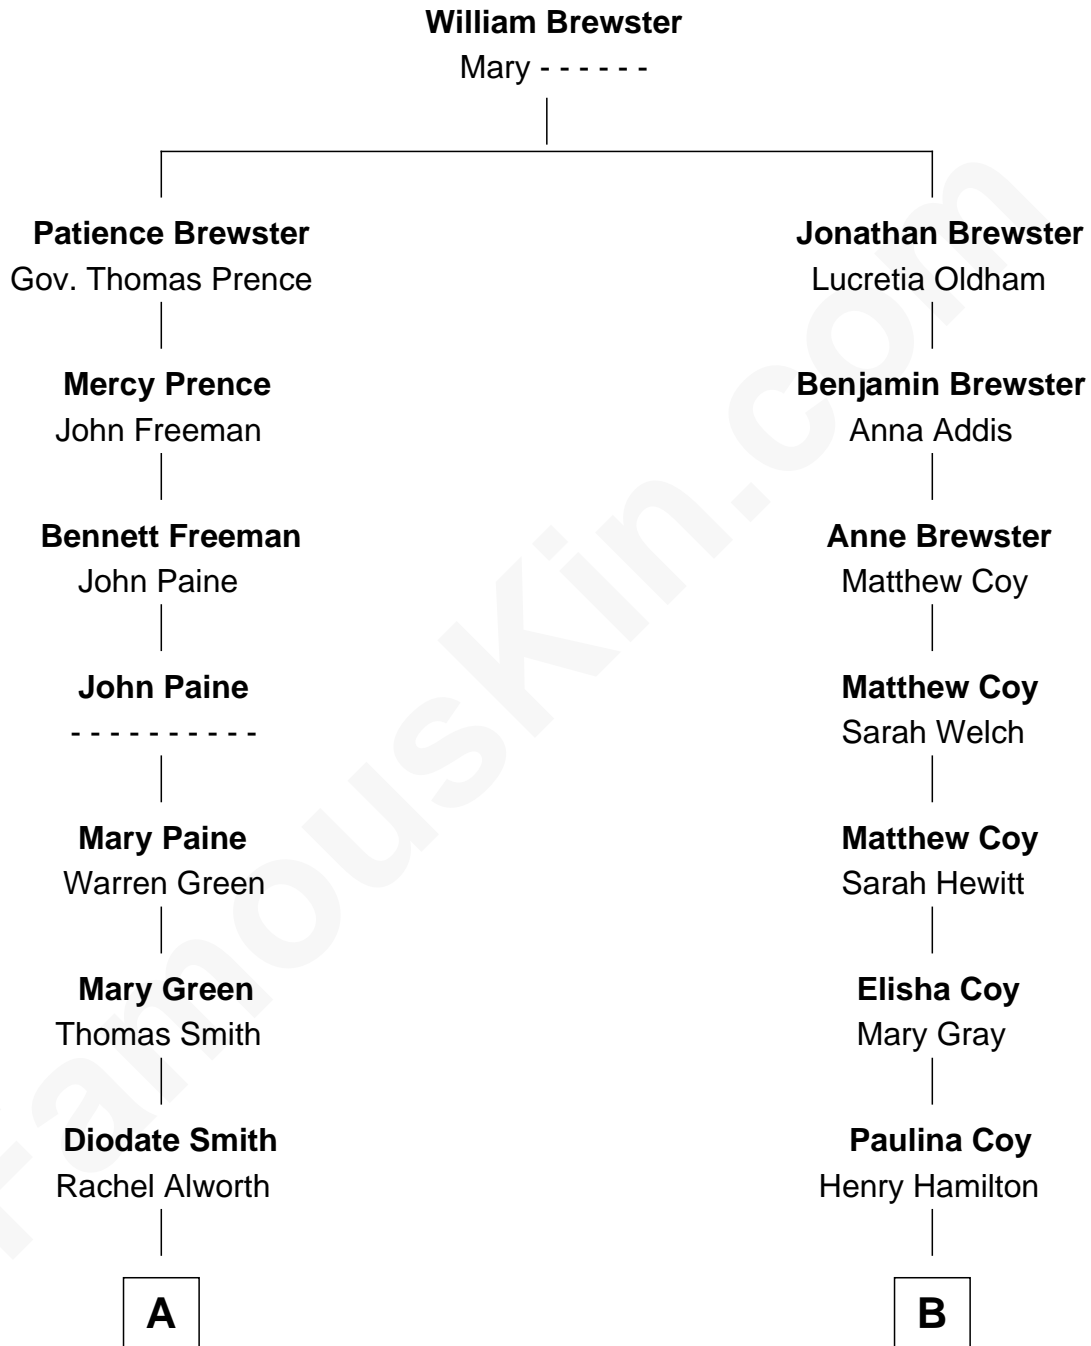 William Brewster
Mary - - - - - -
Patience Brewster
Gov. Thomas Prence
Jonathan Brewster
Lucretia Oldham
Mercy Prence
John Freeman
Benjamin Brewster
Anna Addis
Bennett Freeman
John Paine
Anne Brewster
Matthew Coy
John Paine
- - - - - - - - - -
Matthew Coy
Sarah Welch
Mary Paine
Warren Green
Matthew Coy
Sarah Hewitt
Mary Green
Thomas Smith
Elisha Coy
Mary Gray
Diodate Smith
Rachel Alworth
Paulina Coy
Henry Hamilton
A
B
FamousKin.com